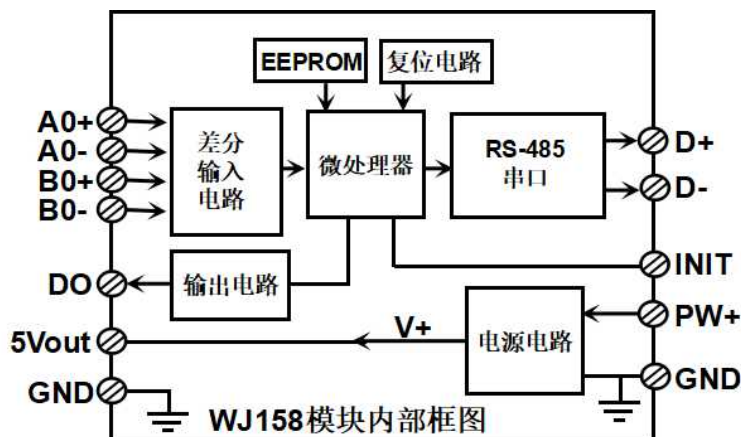 EEPROM
复位电路
A0+
A0-
B0+
B0-
差分
输入
电路
微处理器
RS-485
串口
D+
D-
INIT
DO
输出电路
PW+
5Vout
V+
电源电路
GND
GND
WJ158模块内部框图